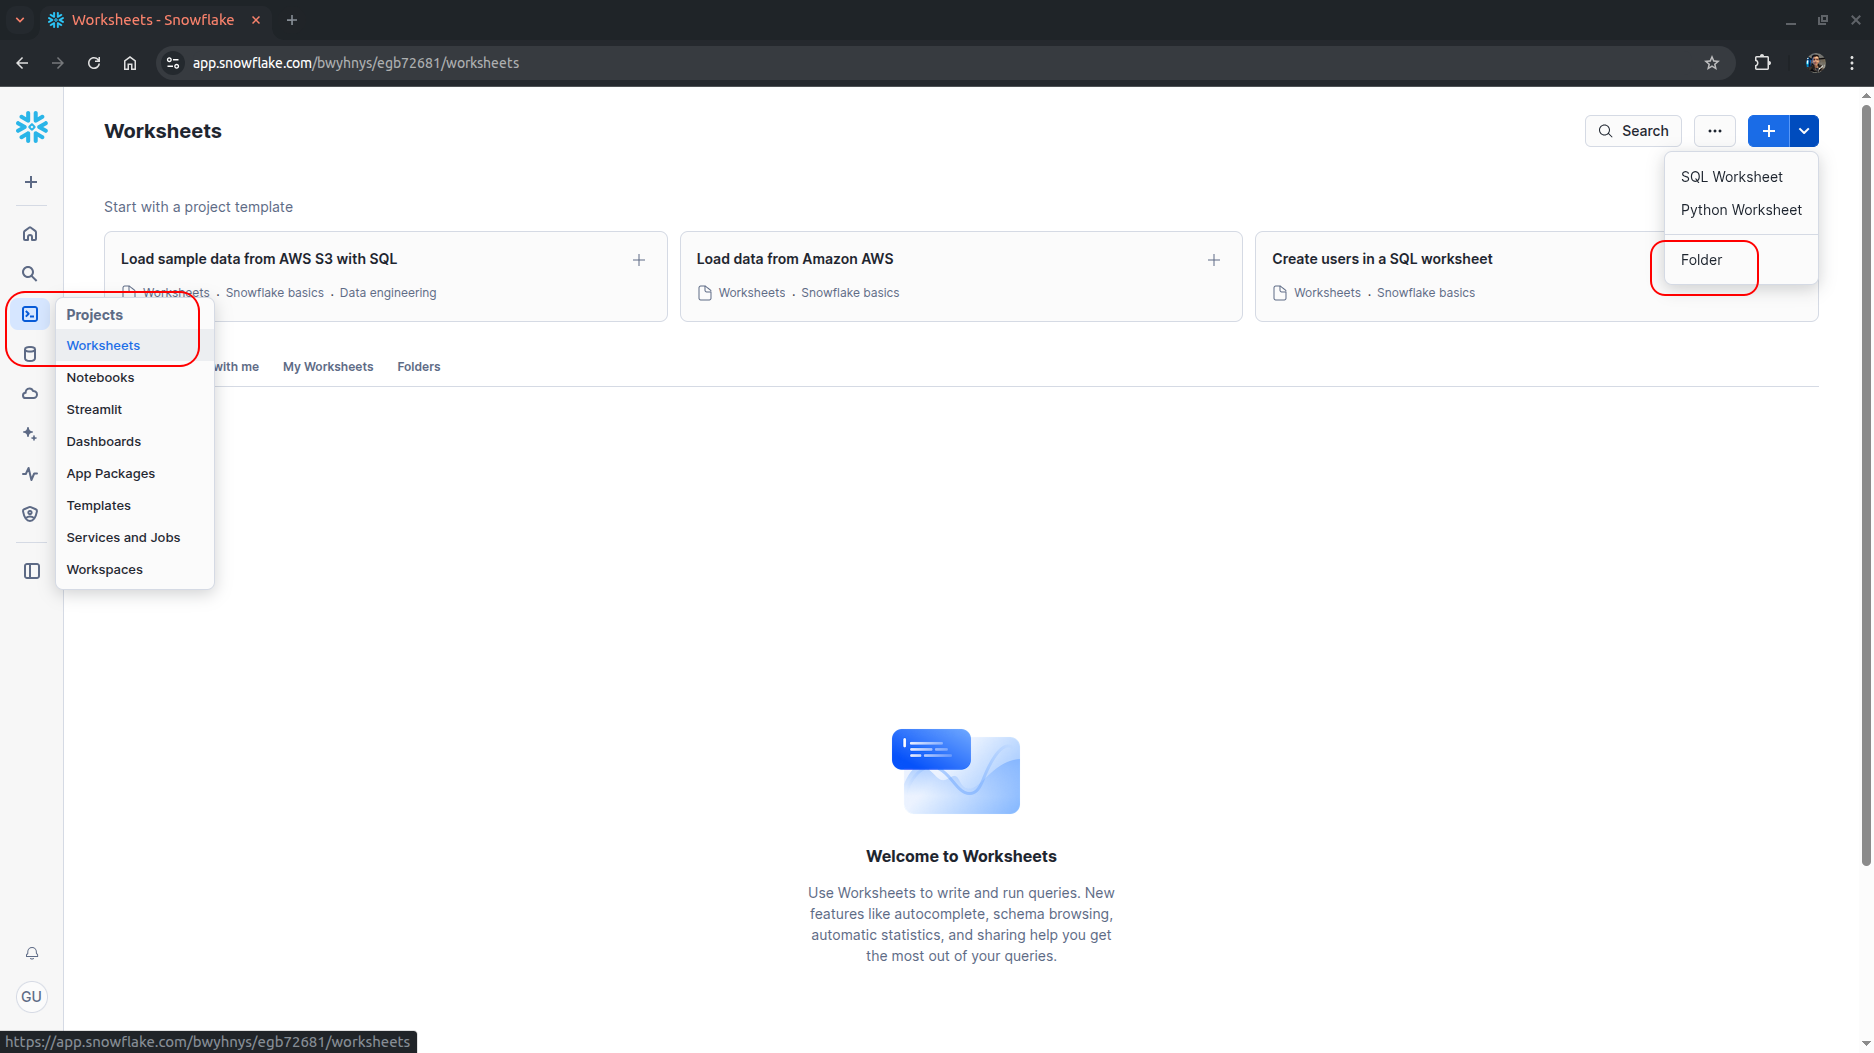 Worksheets - Snowflake
app.snowflake.com/bwyhnys/egb72681/worksheets
Worksheets
Search
SQL Worksheet
Python Worksheet
Folder
Start with a project template
Load sample data from AWS S3 with SQL
Worksheets . Snowflake basics . Data engineering
Load data from Amazon AWS
Worksheets . Snowflake basics
Create users in a SQL worksheet
Worksheets . Snowflake basics
Projects
Worksheets
Notebooks
Streamlit
Dashboards
App Packages
Templates
Services and Jobs
Workspaces
with me
My Worksheets
Folders
Welcome to Worksheets
Use Worksheets to write and run queries. New
features like autocomplete, schema browsing,
automatic statistics, and sharing help you get
the most out of your queries.
GU
https://app.snowflake.com/bwyhnys/egb72681/worksheets